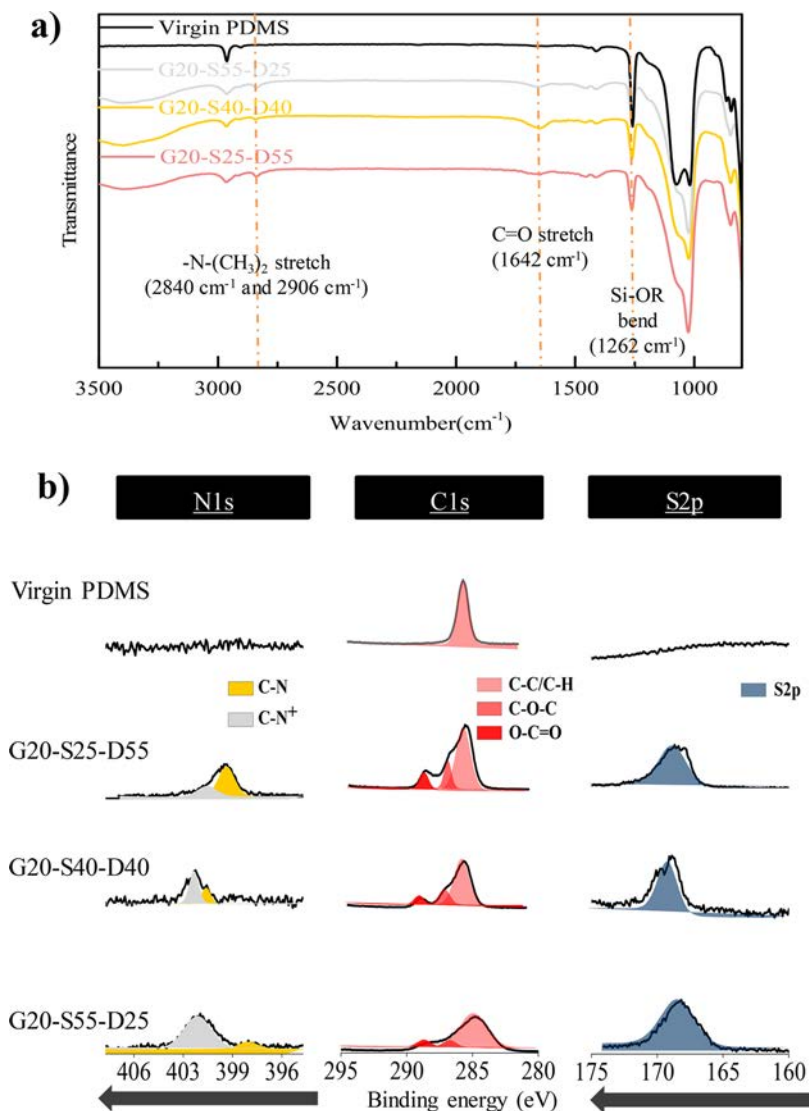 a)
Virgin PDMS
G20-S55-D25
G20-S40-D40
G20-S25-D55
Transmittance
-N-(CH₃)₂ stretch
(2840 cm⁻¹ and 2906 cm⁻¹)
C=O stretch
(1642 cm⁻¹)
Si-OR
bend
(1262 cm⁻¹)
3500 3000 2500 2000 1500 1000
Wavenumber(cm⁻¹)
b)
N1s C1s S2p
Virgin PDMS
C-N
C-N⁺
C-C/C-H
C-O-C
O-C=O
S2p
G20-S25-D55
G20-S40-D40
G20-S55-D25
406 403 399 396
295 290 285 280
175 170 165 160
Binding energy (eV)